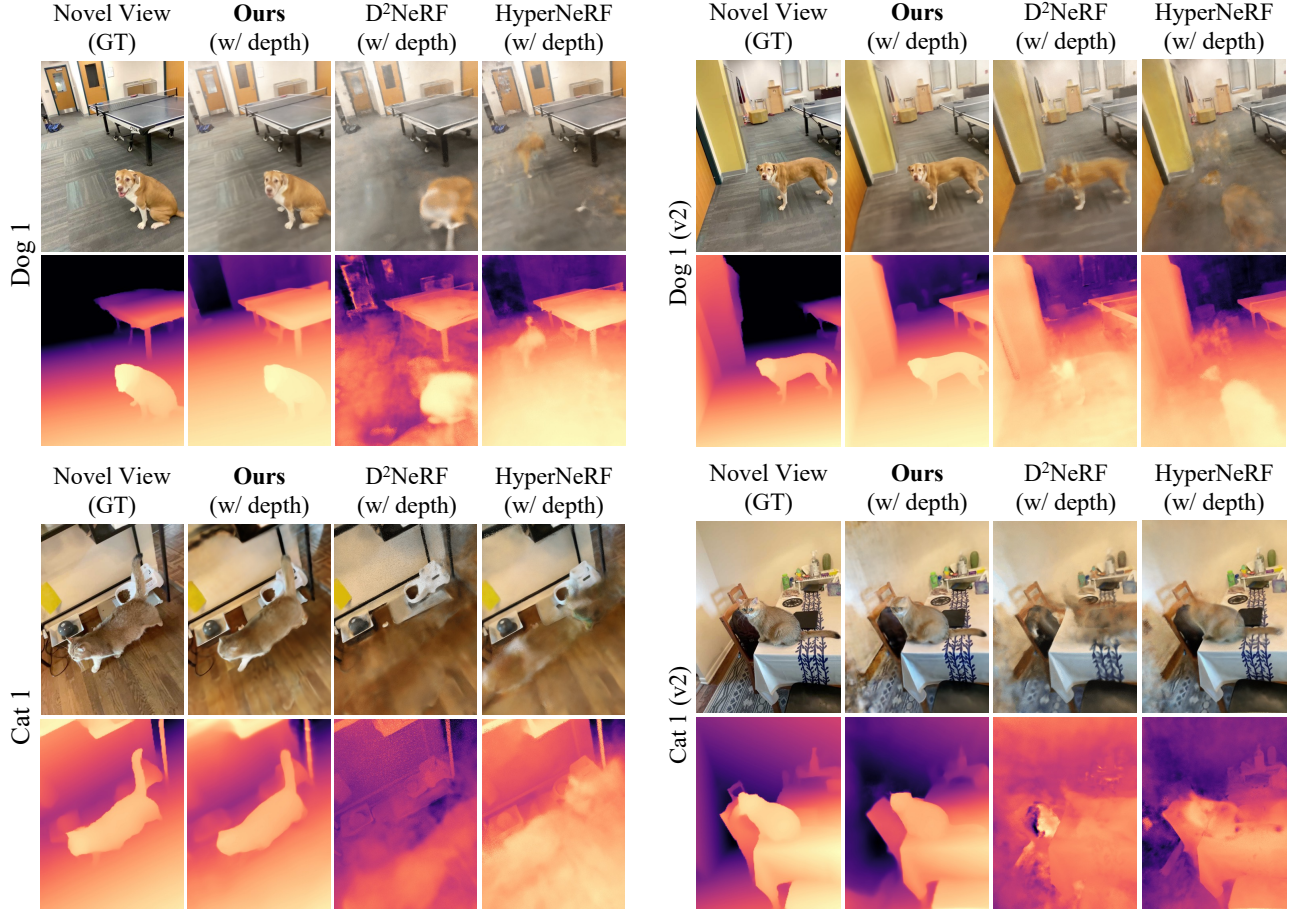 Novel View Ours D²NeRF HyperNeRF
(GT) (w/ depth) (w/ depth) (w/ depth)
Dog 1
Novel View Ours D²NeRF HyperNeRF
(GT) (w/ depth) (w/ depth) (w/ depth)
Dog 1 (v2)
Novel View Ours D²NeRF HyperNeRF
(GT) (w/ depth) (w/ depth) (w/ depth)
Cat 1
Novel View Ours D²NeRF HyperNeRF
(GT) (w/ depth) (w/ depth) (w/ depth)
Cat 1 (v2)